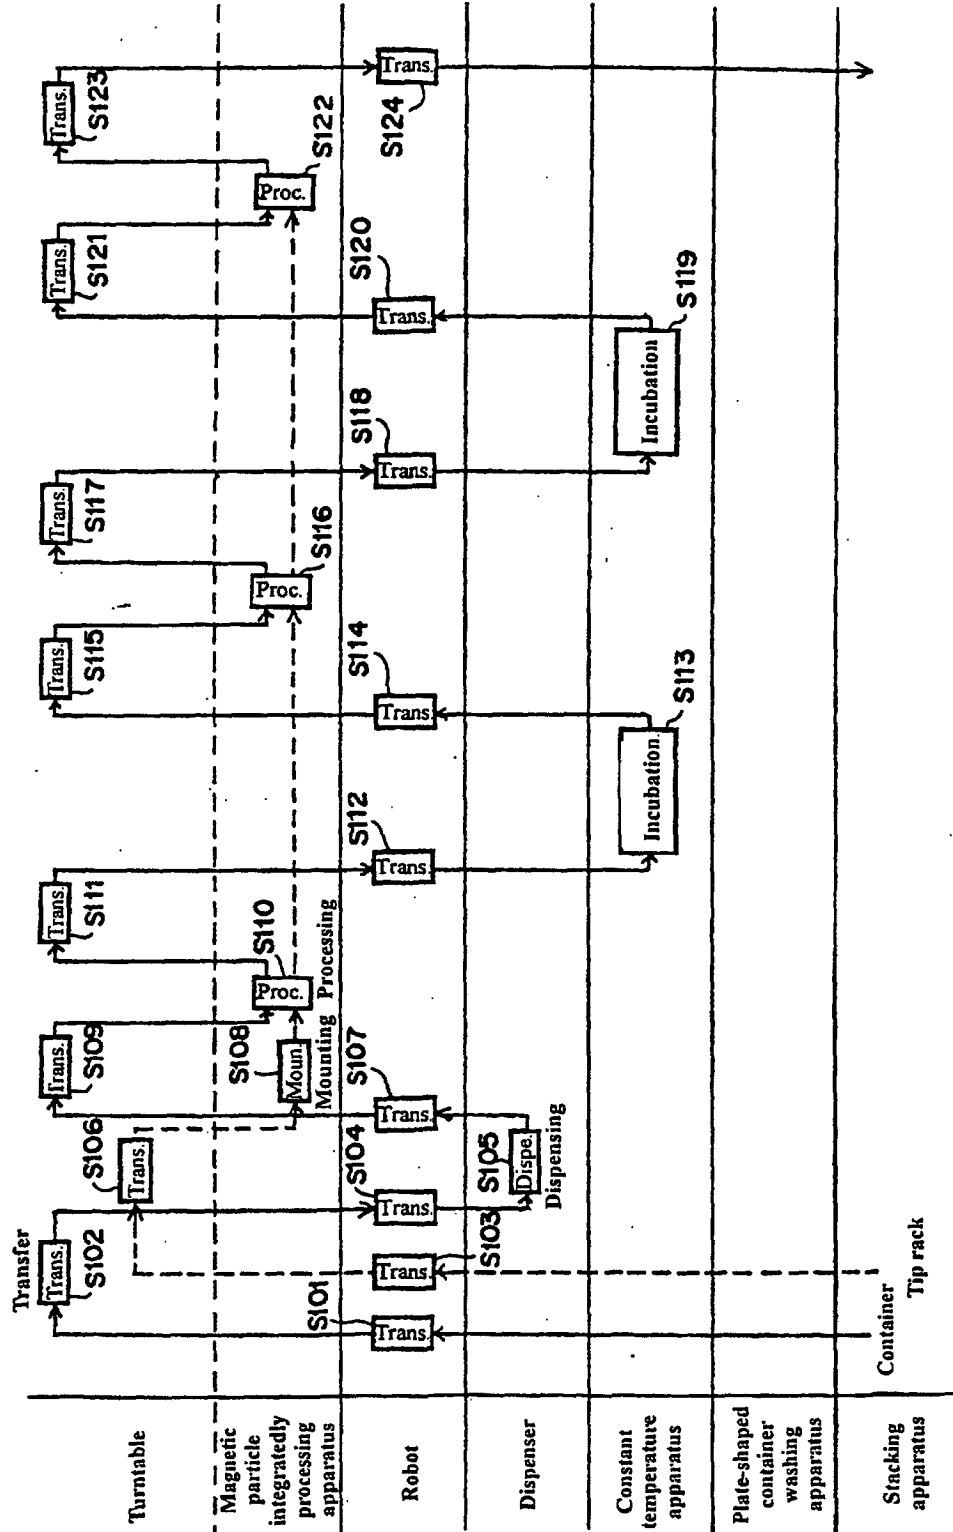 Turntable
Magnetic
particle
integratedly
processing
apparatus
Robot
Dispenser
Constant
temperature
apparatus
Plate-shaped
container
washing
apparatus
Stacking
apparatus
Transfer
Trans.
S102
Trans.
S106
Trans.
S109
Trans.
S111
Trans.
S115
Trans.
S117
Trans.
S121
Trans.
S123
Moun.
S108
Mounting
Proc.
S110
Processing
Proc.
S116
Proc.
S122
Trans.
S101
Trans.
S103
Trans.
S104
Trans.
S107
Trans.
S112
Trans.
S114
Trans.
S118
Trans.
S120
Trans.
S124
Dispe.
S105
Dispensing
Incubation.
S113
Incubation
S119
Container
Tip rack